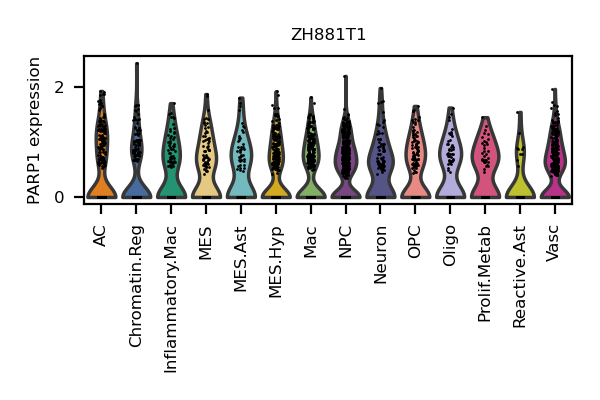 ZH881T1
PARP1 expression
2
0
AC
Chromatin.Reg
Inflammatory.Mac
MES
MES.Ast
MES.Hyp
Mac
NPC
Neuron
OPC
Oligo
Prolif.Metab
Reactive.Ast
Vasc